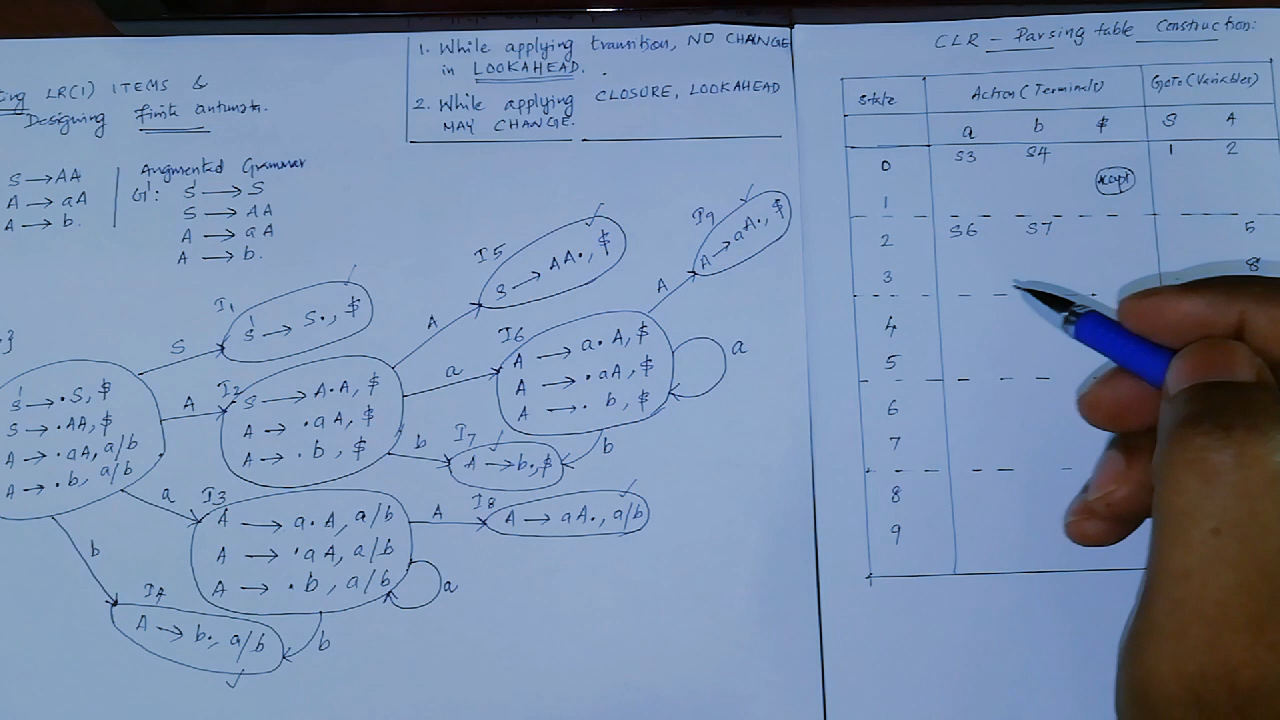 LR(1) ITEMS &
Designing finite automata.
1. While applying transition, NO CHANGE
in LOOKAHEAD.
2. While applying CLOSURE, LOOKAHEAD
MAY CHANGE.
S → AA
A → aA
A → b.
Augmented Grammar
G': S' → S
S → AA
A → aA
A → b.
S' → .S, $
S → .AA, $
A → .aA, a/b
A → .b, a/b
S
A
a
b
I1
S' → S., $
I2
S → A.A, $
A → .aA, $
A → .b, $
A
a
b
I3
A → a.A, a/b
A → .aA, a/b
A → .b, a/b
A
a
b
I4
A → b., a/b
I5
S → AA., $
I6
A → a.A, $
A → .aA, $
A → .b, $
A
a
b
I7
A → b., $
I8
A → aA., a/b
I9
A → aA., $
CLR - Parsing table Construction:
State Action (Terminals) GoTo (Variables)
a b $ S A
0 S3 S4 1 2
1 Accept
2 S6 S7 5
3 8
4
5
6
7
8
9